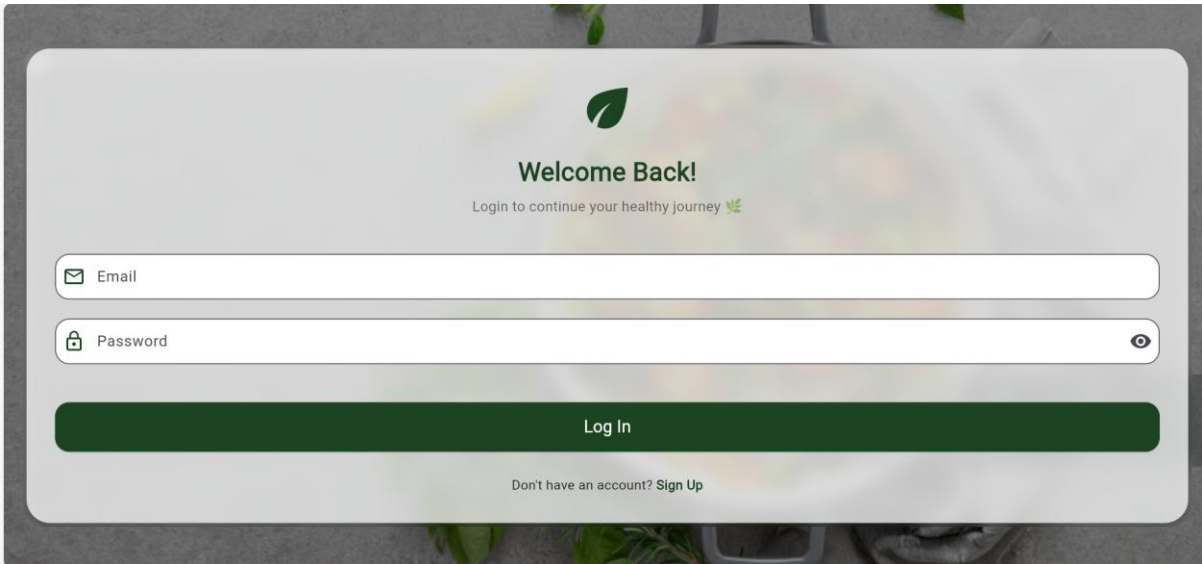 Welcome Back!
Login to continue your healthy journey 🌿
Email
Password
Log In
Don't have an account? Sign Up